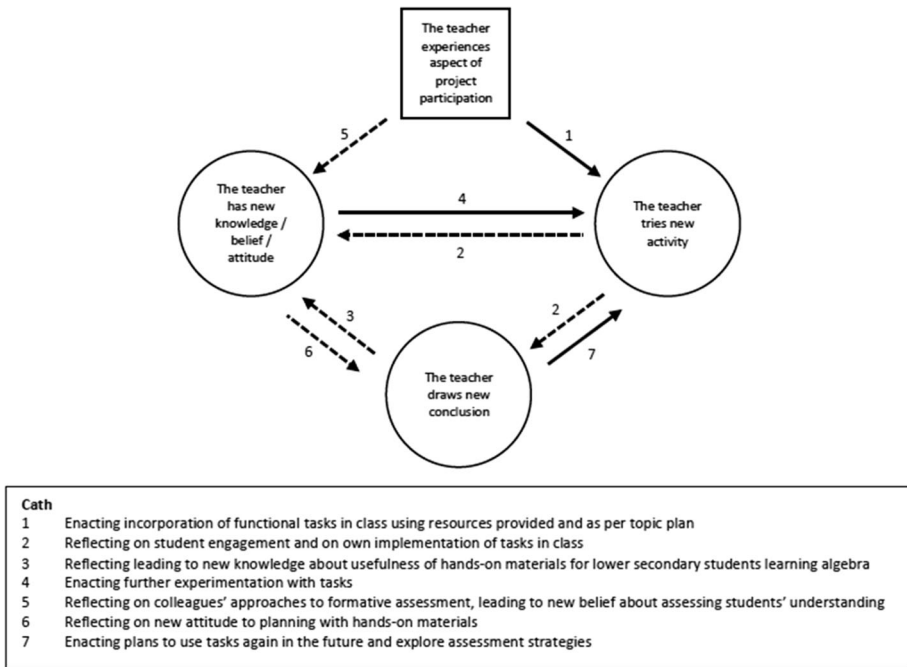 The teacher
experiences
aspect of
project
participation
5
1
The teacher
has new
knowledge /
belief /
attitude
4
2
The teacher
tries new
activity
3
6
2
7
The teacher
draws new
conclusion
Cath
1 Enacting incorporation of functional tasks in class using resources provided and as per topic plan
2 Reflecting on student engagement and on own implementation of tasks in class
3 Reflecting leading to new knowledge about usefulness of hands-on materials for lower secondary students learning algebra
4 Enacting further experimentation with tasks
5 Reflecting on colleagues’ approaches to formative assessment, leading to new belief about assessing students’ understanding
6 Reflecting on new attitude to planning with hands-on materials
7 Enacting plans to use tasks again in the future and explore assessment strategies